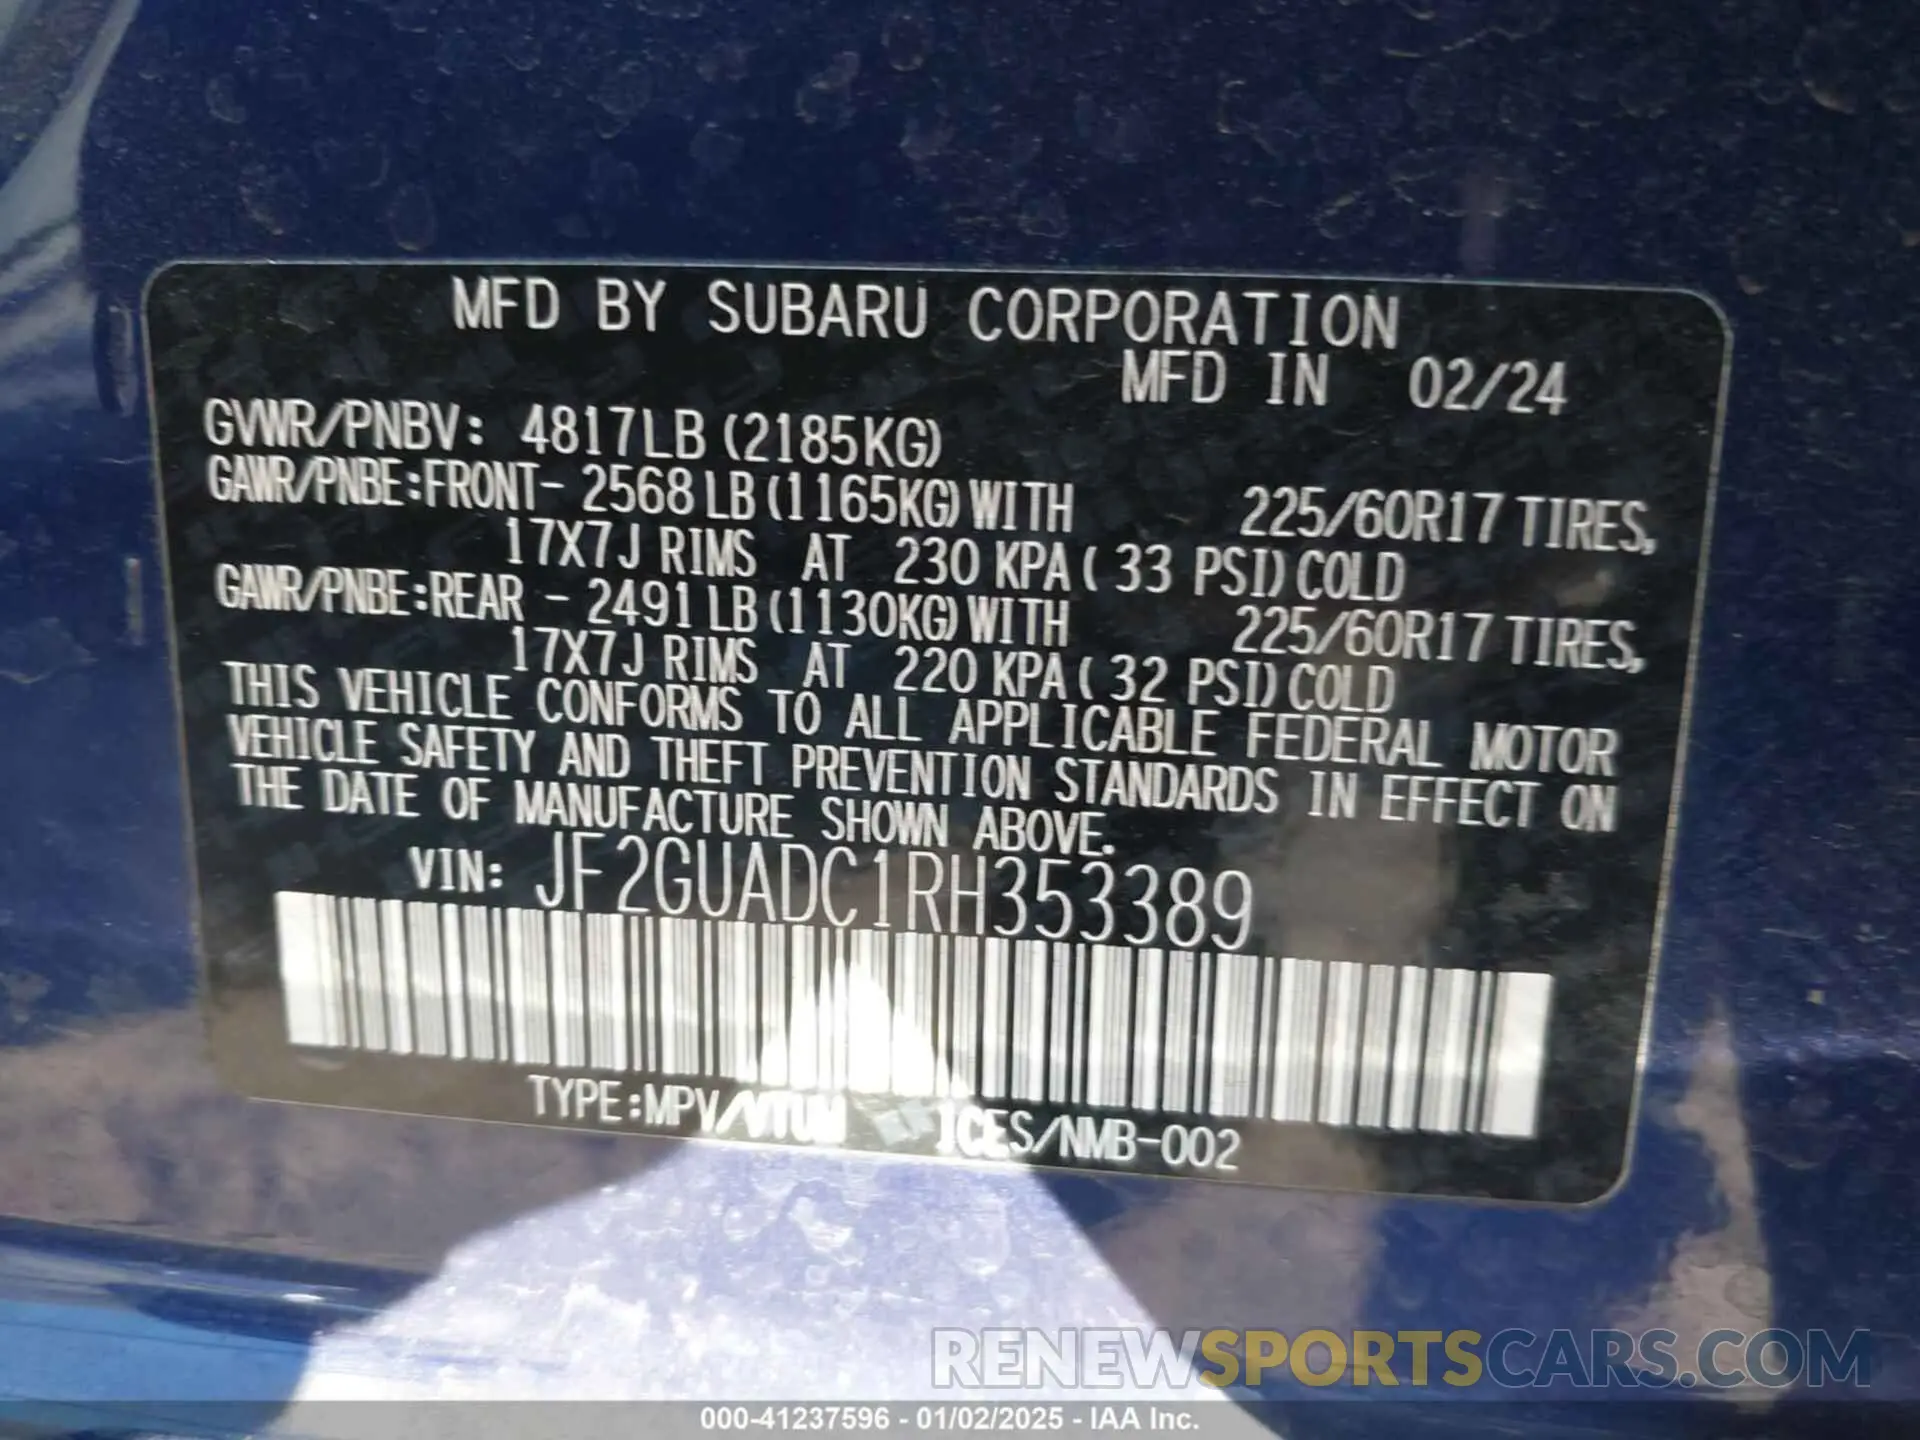 MFD BY SUBARU CORPORATION
MFD IN 02/24
GVWR/PNBV: 4817LB (2185KG)
GAWR/PNBE:FRONT- 2568 LB (1165KG) WITH 225/60R17 TIRES,
17X7J RIMS AT 230 KPA ( 33 PSI) COLD
GAWR/PNBE:REAR - 2491 LB (1130KG) WITH 225/60R17 TIRES,
17X7J RIMS AT 220 KPA ( 32 PSI) COLD
THIS VEHICLE CONFORMS TO ALL APPLICABLE FEDERAL MOTOR
VEHICLE SAFETY AND THEFT PREVENTION STANDARDS IN EFFECT ON
THE DATE OF MANUFACTURE SHOWN ABOVE.
VIN: JF2GUADC1RH353389
TYPE:MPV/VTUM ICES/NMB-002
RENEWSPORTSCARS.COM
000-41237596 - 01/02/2025 - IAA Inc.